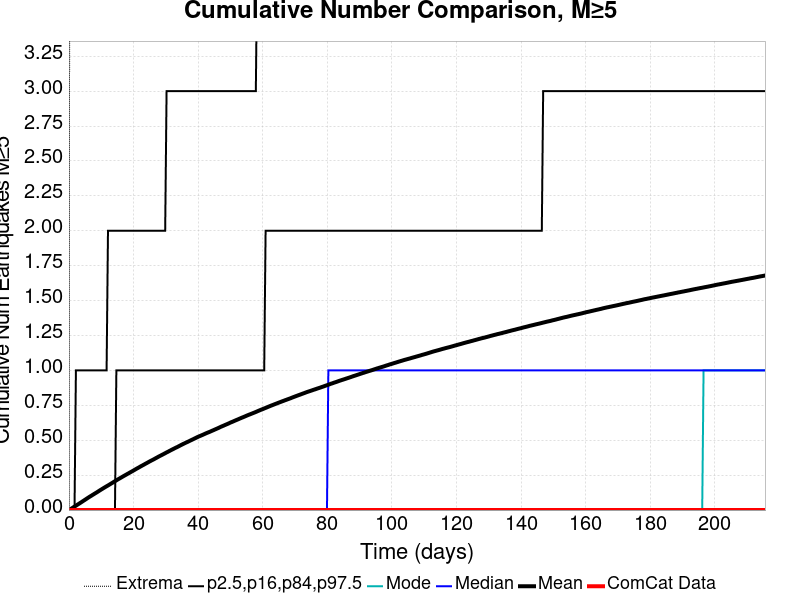 Cumulative Number Comparison, M≥5
Cumulative Num Earthquakes M≥5
3.25
3.00
2.75
2.50
2.25
2.00
1.75
1.50
1.25
1.00
0.75
0.50
0.25
0.00
0 20 40 60 80 100 120 140 160 180 200
Time (days)
Extrema p2.5,p16,p84,p97.5 Mode Median Mean ComCat Data